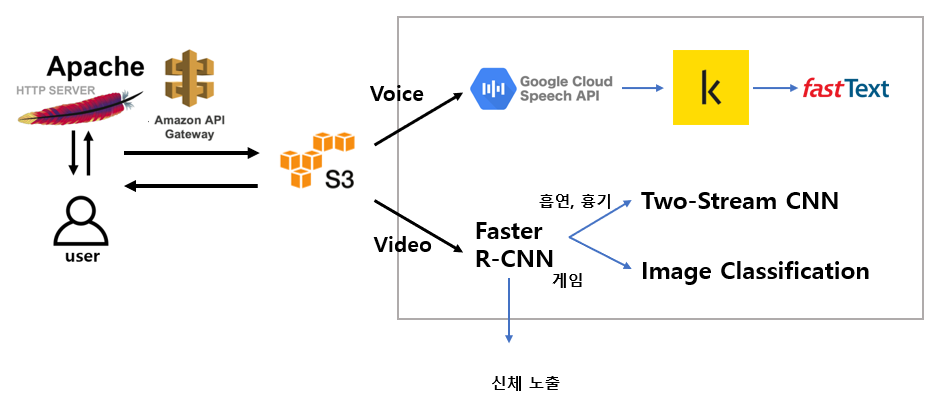 Apache
HTTP SERVER
Amazon API
Gateway
user
S3
Voice
Video
Google Cloud
Speech API
k
fastText
흡연, 흉기
Two-Stream CNN
Faster
R-CNN
게임
Image Classification
신체 노출